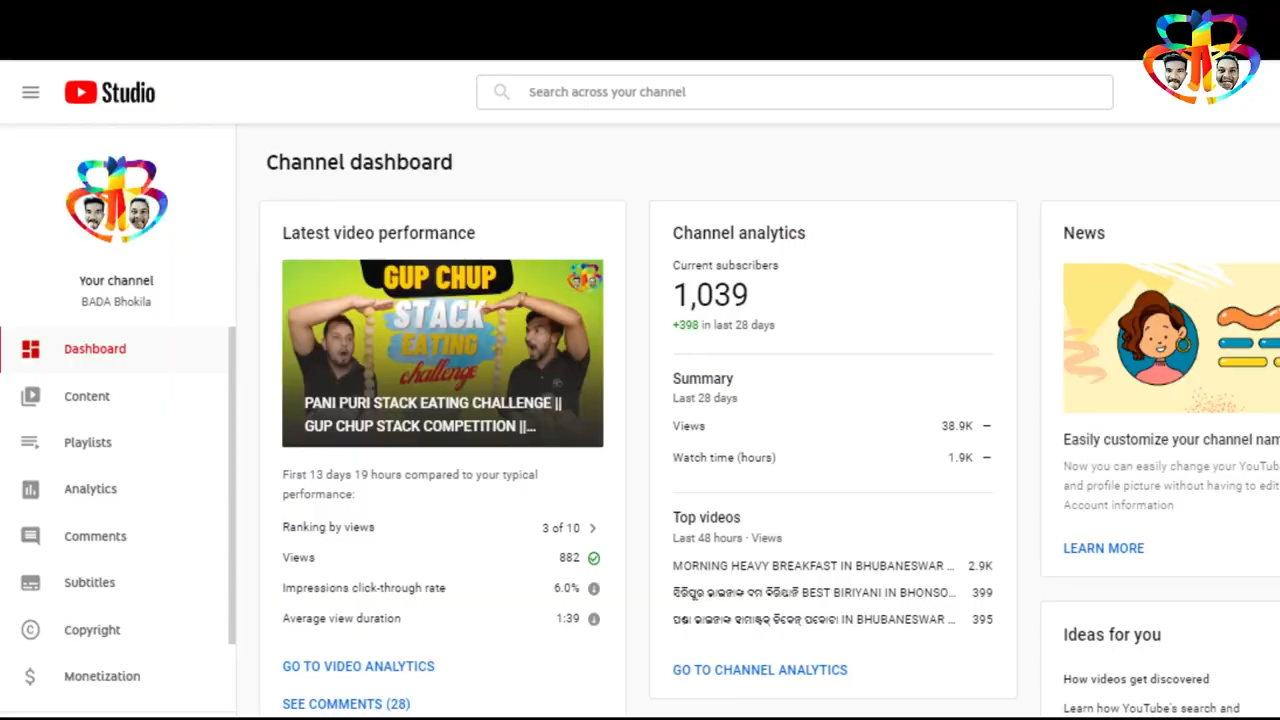 Studio
Search across your channel
Your channel
BADA Bhokila
Dashboard
Content
Playlists
Analytics
Comments
Subtitles
Copyright
Monetization
Channel dashboard
Latest video performance
GUP CHUP
STACK
EATING
challenge
PANI PURI STACK EATING CHALLENGE ||
GUP CHUP STACK COMPETITION ||...
First 13 days 19 hours compared to your typical
performance:
Ranking by views 3 of 10
Views 882
Impressions click-through rate 6.0%
Average view duration 1:39
GO TO VIDEO ANALYTICS
SEE COMMENTS (28)
Channel analytics
Current subscribers
1,039
+398 in last 28 days
Summary
Last 28 days
Views 38.9K —
Watch time (hours) 1.9K —
Top videos
Last 48 hours · Views
MORNING HEAVY BREAKFAST IN BHUBANESWAR ... 2.9K
BEST BIRIYANI IN BHONSO... 399
IN BHUBANESWAR ... 395
GO TO CHANNEL ANALYTICS
News
Easily customize your channel nam
Now you can easily change your YouTub
and profile picture without having to edit
Account information
LEARN MORE
Ideas for you
How videos get discovered
Learn how YouTube's search and